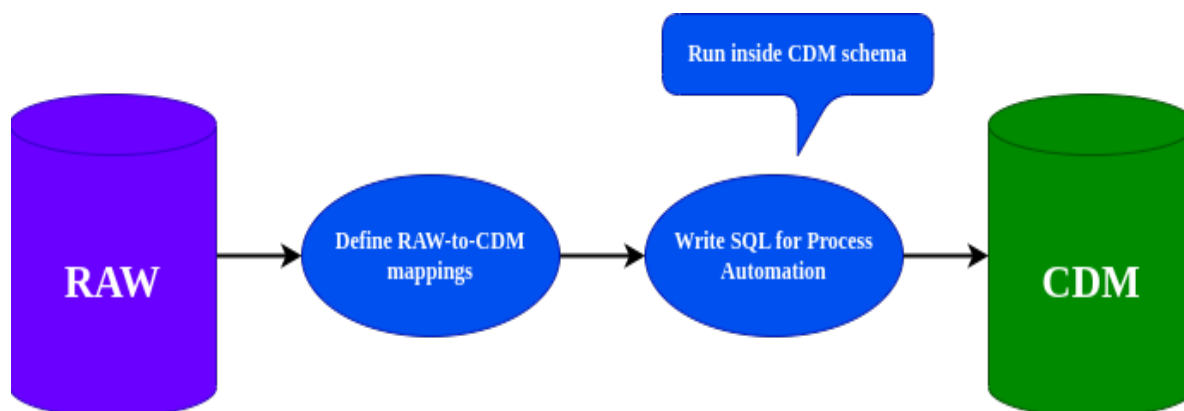 Run inside CDM schema
RAW
Define RAW-to-CDM
mappings
Write SQL for Process
Automation
CDM